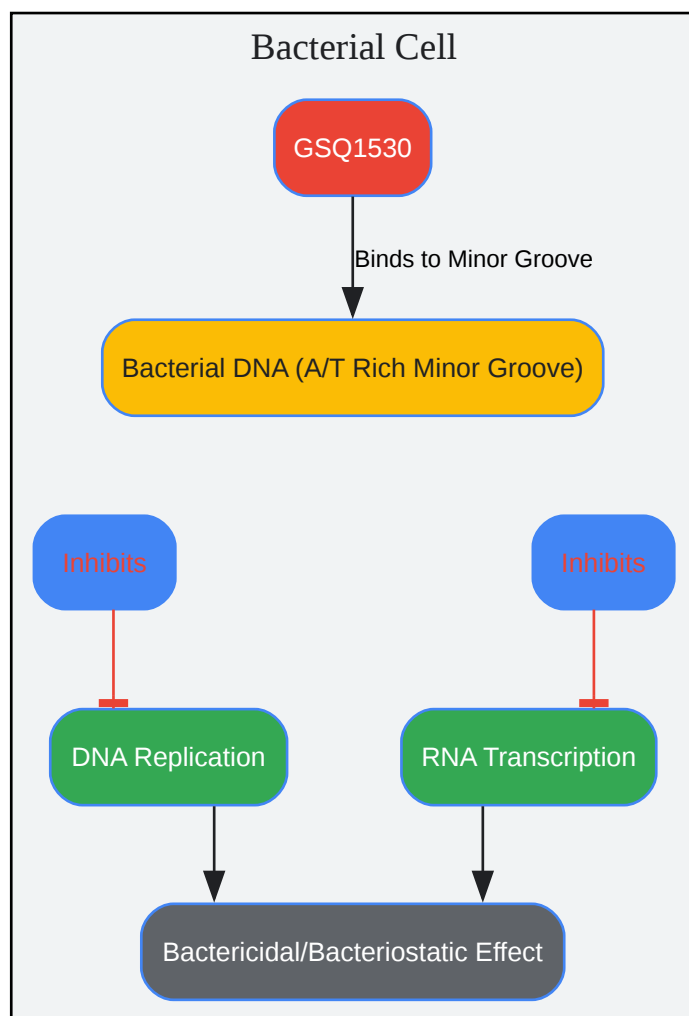 Bacterial Cell
GSQ1530
Binds to Minor Groove
Bacterial DNA (A/T Rich Minor Groove)
Inhibits
Inhibits
DNA Replication
RNA Transcription
Bactericidal/Bacteriostatic Effect